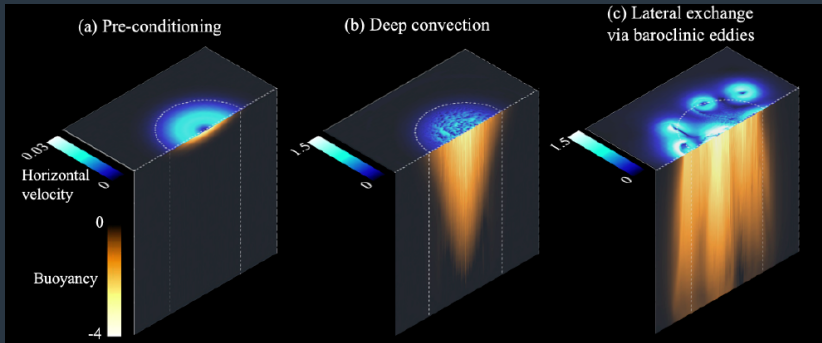 (a) Pre-conditioning
(b) Deep convection
(c) Lateral exchange
via baroclinic eddies
0.03
0
Horizontal
velocity
0
Buoyancy
-4
1.5
0
1.5
0